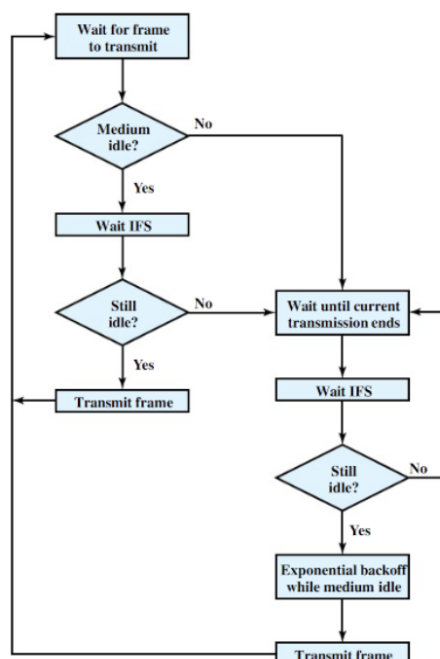 Wait for frame
to transmit
Medium
idle?
No
Yes
Wait IFS
Still
idle?
No
Yes
Transmit frame
Wait until current
transmission ends
Wait IFS
Still
idle?
No
Yes
Exponential backoff
while medium idle
Transmit frame